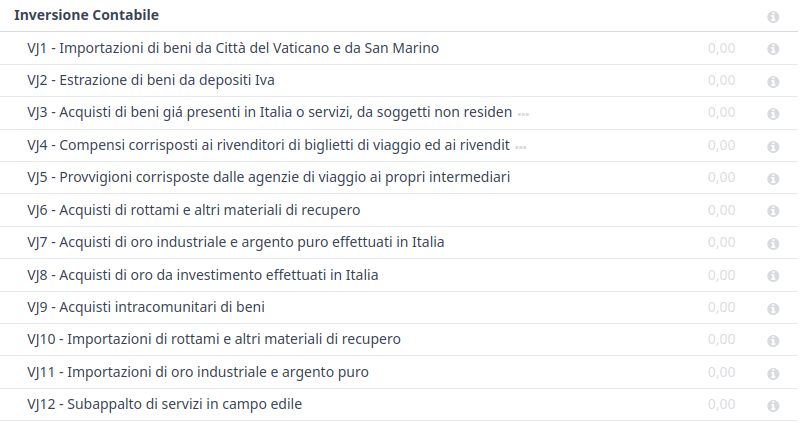 Inversione Contabile
VJ1 - Importazioni di beni da Città del Vaticano e da San Marino 0,00
VJ2 - Estrazione di beni da depositi Iva 0,00
VJ3 - Acquisti di beni giá presenti in Italia o servizi, da soggetti non residen ... 0,00
VJ4 - Compensi corrisposti ai rivenditori di biglietti di viaggio ed ai rivendit ... 0,00
VJ5 - Provvigioni corrisposte dalle agenzie di viaggio ai propri intermediari 0,00
VJ6 - Acquisti di rottami e altri materiali di recupero 0,00
VJ7 - Acquisti di oro industriale e argento puro effettuati in Italia 0,00
VJ8 - Acquisti di oro da investimento effettuati in Italia 0,00
VJ9 - Acquisti intracomunitari di beni 0,00
VJ10 - Importazioni di rottami e altri materiali di recupero 0,00
VJ11 - Importazioni di oro industriale e argento puro 0,00
VJ12 - Subappalto di servizi in campo edile 0,00